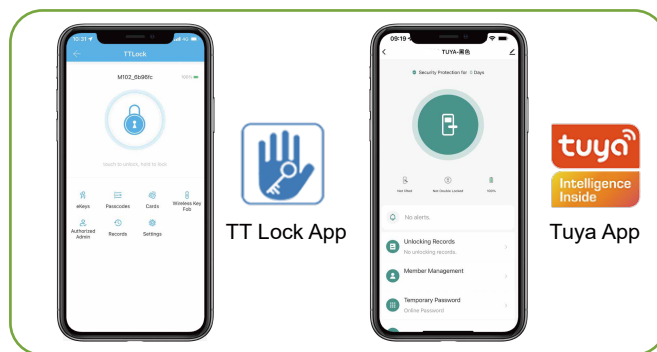 10:31
4G
TTLock
M102_6b96fc
100%
touch to unlock, hold to lock
eKeys
Passcodes
Cards
Wireless Key
Fob
Authorized
Admin
Records
Settings
TT Lock App
09:19
TUYA-黑色
Security Protection for 0 Days
Not Double Locked
100%
No alerts.
Unlocking Records
No unlocking records.
Member Management
Temporary Password
Online Password
tuya
Intelligence
Inside
Tuya App